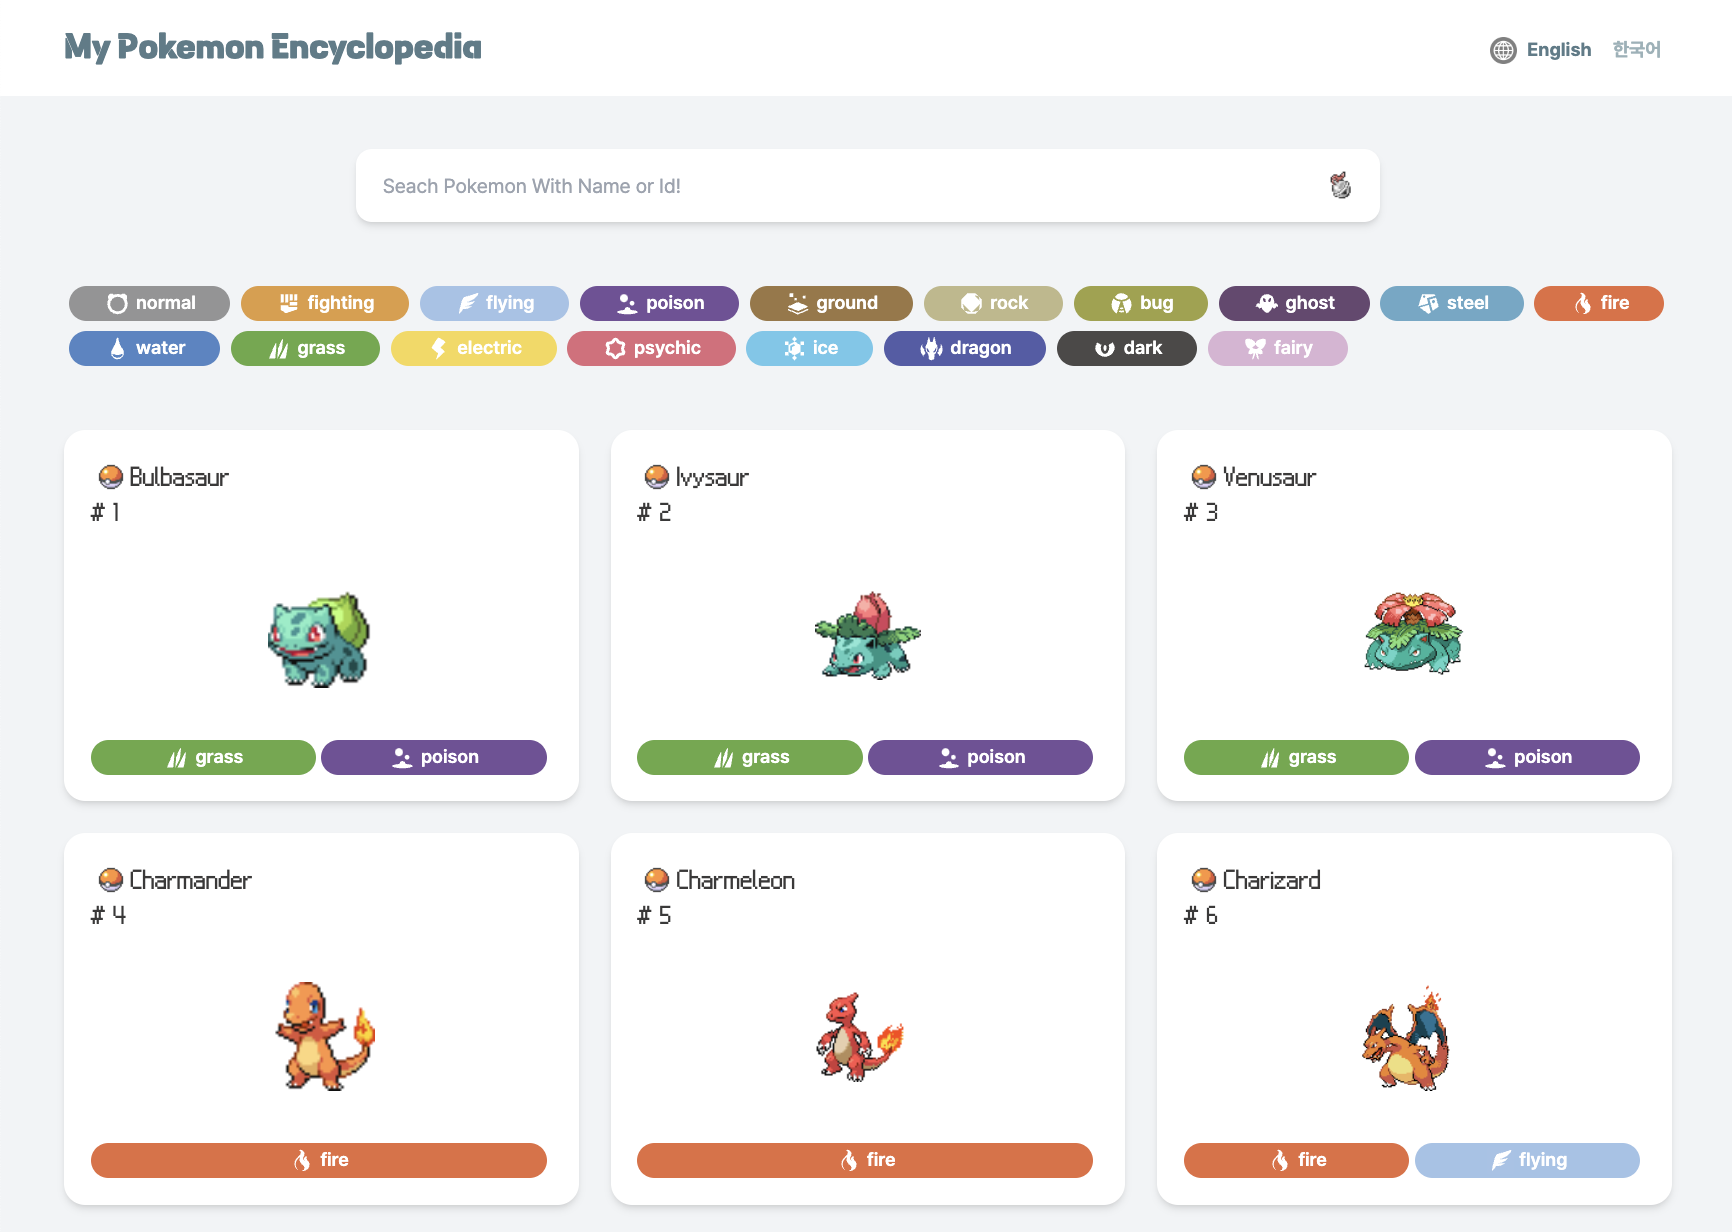 My Pokemon Encyclopedia
English 한국어
Seach Pokemon With Name or Id!
normal fighting flying poison ground rock bug ghost steel fire
water grass electric psychic ice dragon dark fairy
Bulbasaur
# 1
grass poison
Ivysaur
# 2
grass poison
Venusaur
# 3
grass poison
Charmander
# 4
fire
Charmeleon
# 5
fire
Charizard
# 6
fire flying